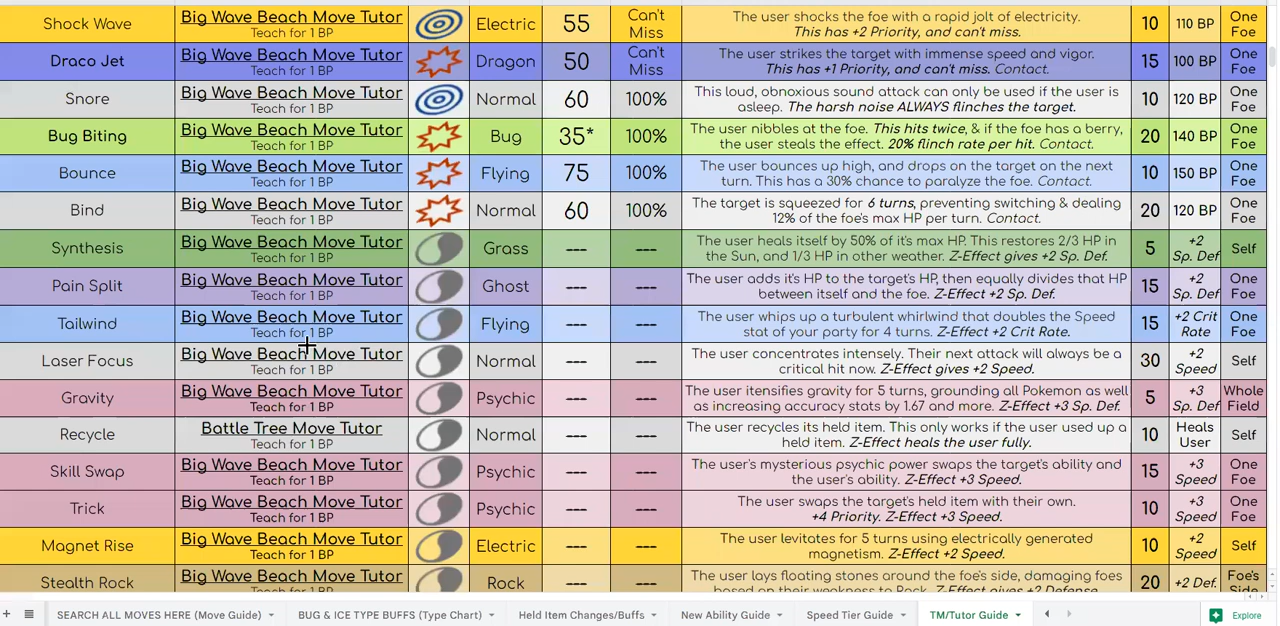 Shock Wave Big Wave Beach Move Tutor Electric 55 Can't The user shocks the foe with a rapid jolt of electricity. 10 110 BP One
Teach for 1 BP Miss This has +2 Priority, and can't miss. Foe
Draco Jet Big Wave Beach Move Tutor Dragon 50 Can't The user strikes the target with immense speed and vigor. 15 100 BP One
Teach for 1 BP Miss This has +1 Priority, and can't miss. Contact. Foe
Snore Big Wave Beach Move Tutor Normal 60 100% This loud, obnoxious sound attack can only be used if the user is 10 120 BP One
Teach for 1 BP asleep. The harsh noise ALWAYS flinches the target. Foe
Bug Biting Big Wave Beach Move Tutor Bug 35* 100% The user nibbles at the foe. This hits twice, & if the foe has a berry, 20 140 BP One
Teach for 1 BP the user steals the effect. 20% flinch rate per hit. Contact. Foe
Bounce Big Wave Beach Move Tutor Flying 75 100% The user bounces up high, and drops on the target on the next 10 150 BP One
Teach for 1 BP turn. This has a 30% chance to paralyze the foe. Contact. Foe
Bind Big Wave Beach Move Tutor Normal 60 100% The target is squeezed for 6 turns, preventing switching & dealing 20 120 BP One
Teach for 1 BP 12% of the foe's max HP per turn. Contact. Foe
Synthesis Big Wave Beach Move Tutor Grass --- --- The user heals itself by 50% of it's max HP. This restores 2/3 HP in 5 +2 Self
Teach for 1 BP the Sun, and 1/3 HP in other weather. Z-Effect gives +2 Sp. Def. Sp. Def
Pain Split Big Wave Beach Move Tutor Ghost --- --- The user adds it's HP to the target's HP, then equally divides that HP 15 +2 One
Teach for 1 BP between itself and the foe. Z-Effect +2 Sp. Def. Sp. Def Foe
Tailwind Big Wave Beach Move Tutor Flying --- --- The user whips up a turbulent whirlwind that doubles the Speed 15 +2 Crit One
Teach for 1 BP stat of your party for 4 turns. Z-Effect +2 Crit Rate. Rate Foe
Laser Focus Big Wave Beach Move Tutor Normal --- --- The user concentrates intensely. Their next attack will always be a 30 +2 Self
Teach for 1 BP critical hit now. Z-Effect gives +2 Speed. Speed
Gravity Big Wave Beach Move Tutor Psychic --- --- The user itensifies gravity for 5 turns, grounding all Pokemon as well 5 +3 Whole
Teach for 1 BP as increasing accuracy stats by 1.67 and more. Z-Effect +3 Sp. Def. Sp. Def Field
Recycle Battle Tree Move Tutor Normal --- --- The user recycles its held item. This only works if the user used up a 10 Heals Self
Teach for 1 BP held item. Z-Effect heals the user fully. User
Skill Swap Big Wave Beach Move Tutor Psychic --- --- The user's mysterious psychic power swaps the target's ability and 15 +3 One
Teach for 1 BP the user's ability. Z-Effect +3 Speed. Speed Foe
Trick Big Wave Beach Move Tutor Psychic --- --- The user swaps the target's held item with their own. 10 +3 One
Teach for 1 BP +4 Priority. Z-Effect +3 Speed. Speed Foe
Magnet Rise Big Wave Beach Move Tutor Electric --- --- The user levitates for 5 turns using electrically generated 10 +2 Self
Teach for 1 BP magnetism. Z-Effect +2 Speed. Speed
Stealth Rock Big Wave Beach Move Tutor Rock --- --- The user lays floating stones around the foe's side, damaging foes 20 +2 Def. Foe's
Teach for 1 BP based on their weakness to Rock. Z-Effect gives +2 Defense. Side
+ SEARCH ALL MOVES HERE (Move Guide) BUG & ICE TYPE BUFFS (Type Chart) Held Item Changes/Buffs New Ability Guide Speed Tier Guide TM/Tutor Guide Explore